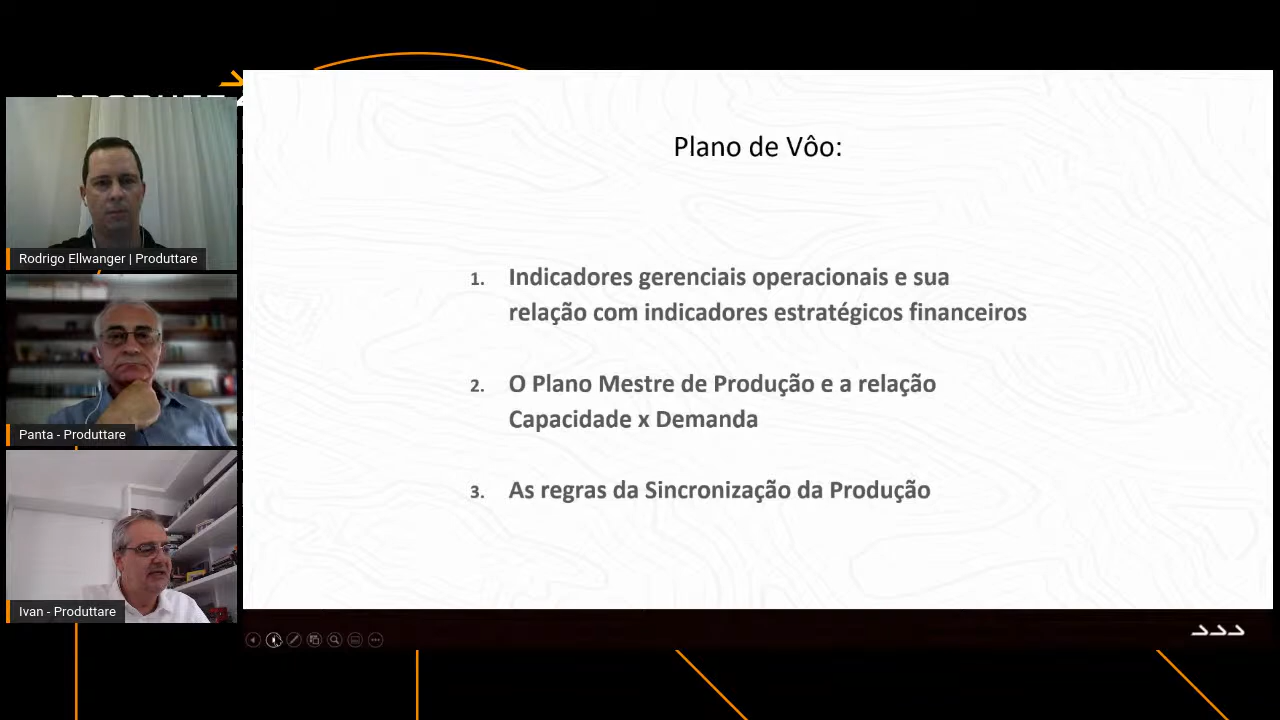 Plano de Vôo:
1. Indicadores gerenciais operacionais e sua
relação com indicadores estratégicos financeiros
2. O Plano Mestre de Produção e a relação
Capacidade x Demanda
3. As regras da Sincronização da Produção
Rodrigo Ellwanger | Produttare
Panta - Produttare
Ivan - Produttare